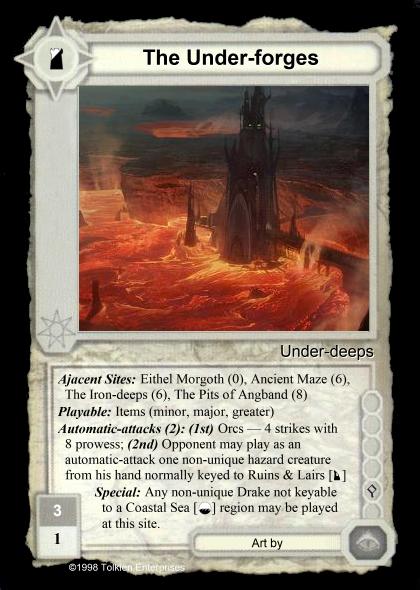 The Under-forges
Under-deeps
Ajacent Sites: Eithel Morgoth (0), Ancient Maze (6),
The Iron-deeps (6), The Pits of Angband (8)
Playable: Items (minor, major, greater)
Automatic-attacks (2): (1st) Orcs — 4 strikes with
8 prowess; (2nd) Opponent may play as an
automatic-attack one non-unique hazard creature
from his hand normally keyed to Ruins & Lairs [ ]
Special: Any non-unique Drake not keyable
to a Coastal Sea [ ] region may be played
at this site.
3
1
Art by
©1998 Tolkien Enterprises